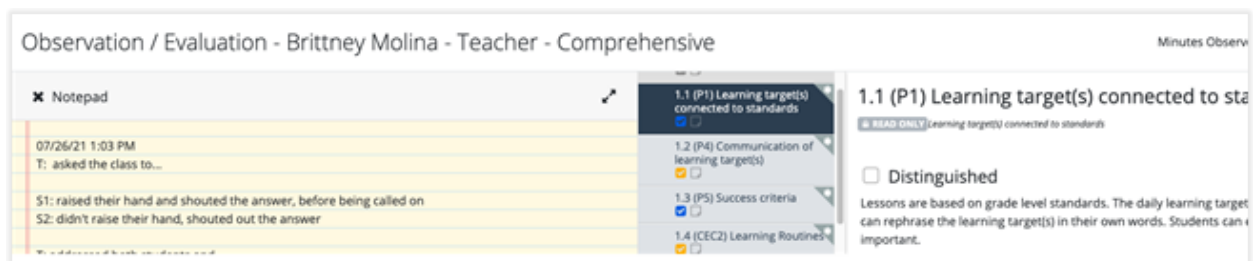 Observation / Evaluation - Brittney Molina - Teacher - Comprehensive
Minutes
✖ Notepad
07/26/21 1:03 PM
T: asked the class to...
S1: raised their hand and shouted the answer, before being called on
S2: didn't raise their hand, shouted out the answer
1.1 (P1) Learning target(s)
connected to standards
1.2 (P4) Communication of
learning target(s)
1.3 (P5) Success criteria
1.4 (CEC2) Learning Routines
1.1 (P1) Learning target(s) connected to sta
READ ONLY Learning target(s) connected to standards
Distinguished
Lessons are based on grade level standards. The daily learning target
can rephrase the learning target(s) in their own words. Students can
important.